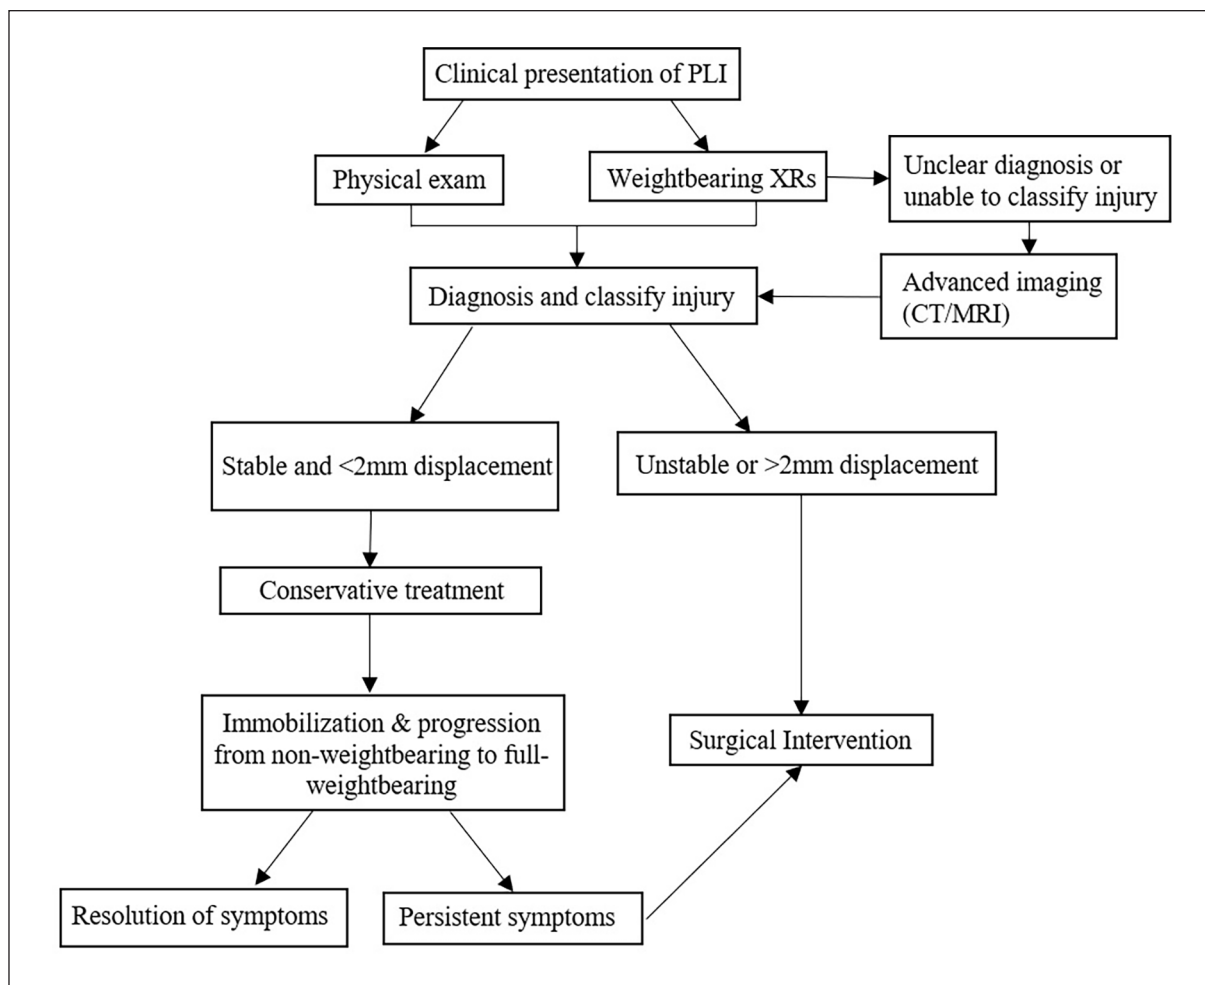 Clinical presentation of PLI
Physical exam
Weightbearing XRs
Unclear diagnosis or
unable to classify injury
Diagnosis and classify injury
Advanced imaging
(CT/MRI)
Stable and <2mm displacement
Unstable or >2mm displacement
Conservative treatment
Immobilization & progression
from non-weightbearing to full-
weightbearing
Surgical Intervention
Resolution of symptoms
Persistent symptoms